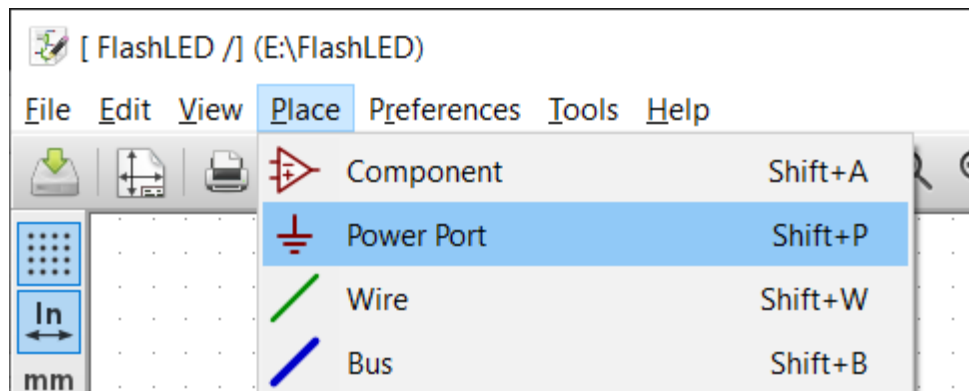 [ FlashLED /] (E:\FlashLED)
File Edit View Place Preferences Tools Help
Component Shift+A
Power Port Shift+P
In
Wire Shift+W
mm
Bus Shift+B